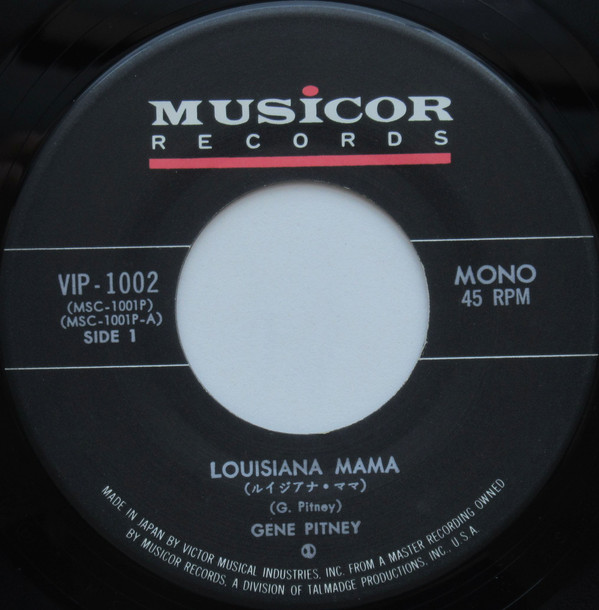 MUSICOR
RECORDS
VIP-1002
(MSC-1001P)
(MSC-1001P-A)
SIDE 1
MONO
45 RPM
LOUISIANA MAMA
(ルイジアナ・ママ)
(G. Pitney)
GENE PITNEY
①
MADE IN JAPAN BY VICTOR MUSICAL INDUSTRIES, INC. FROM A MASTER RECORDING OWNED
BY MUSICOR RECORDS, A DIVISION OF TALMADGE PRODUCTIONS, INC., U.S.A.